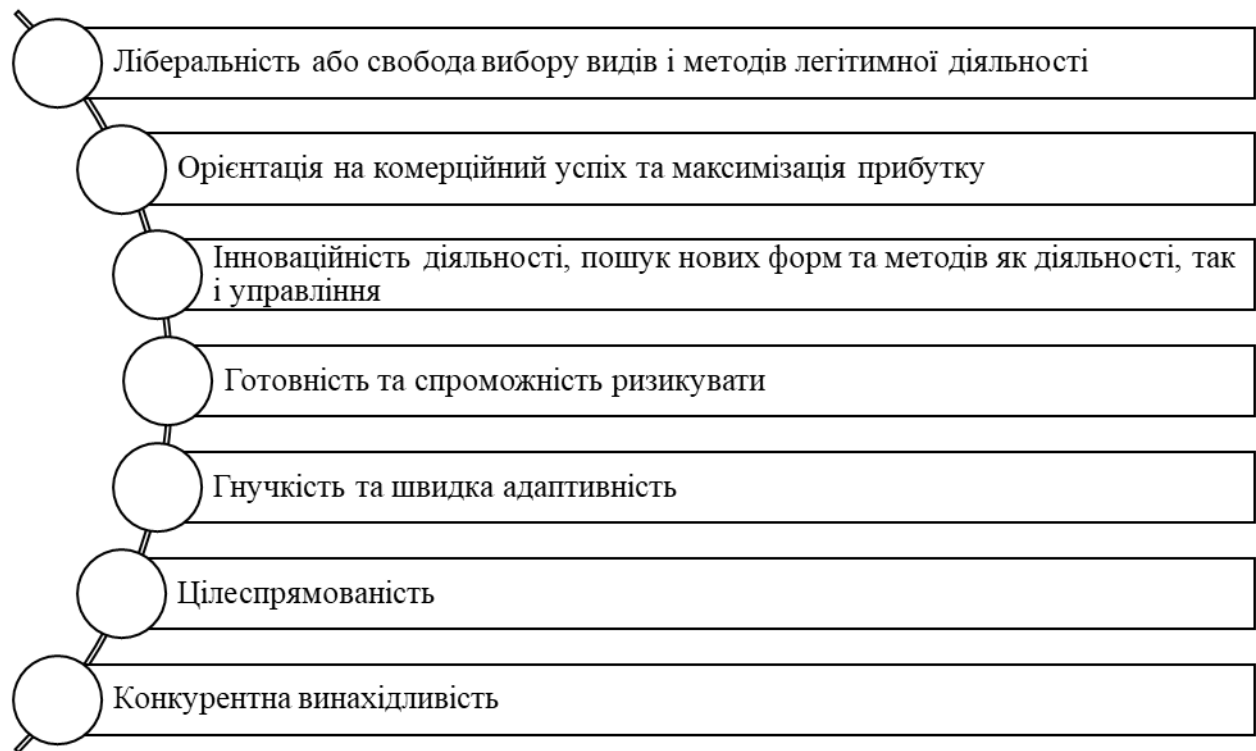 Ліберальність або свобода вибору видів і методів легітимної діяльності
Орієнтація на комерційний успіх та максимізація прибутку
Інноваційність діяльності, пошук нових форм та методів як діяльності, так
і управління
Готовність та спроможність ризикувати
Гнучкість та швидка адаптивність
Цілеспрямованість
Конкурентна винахідливість